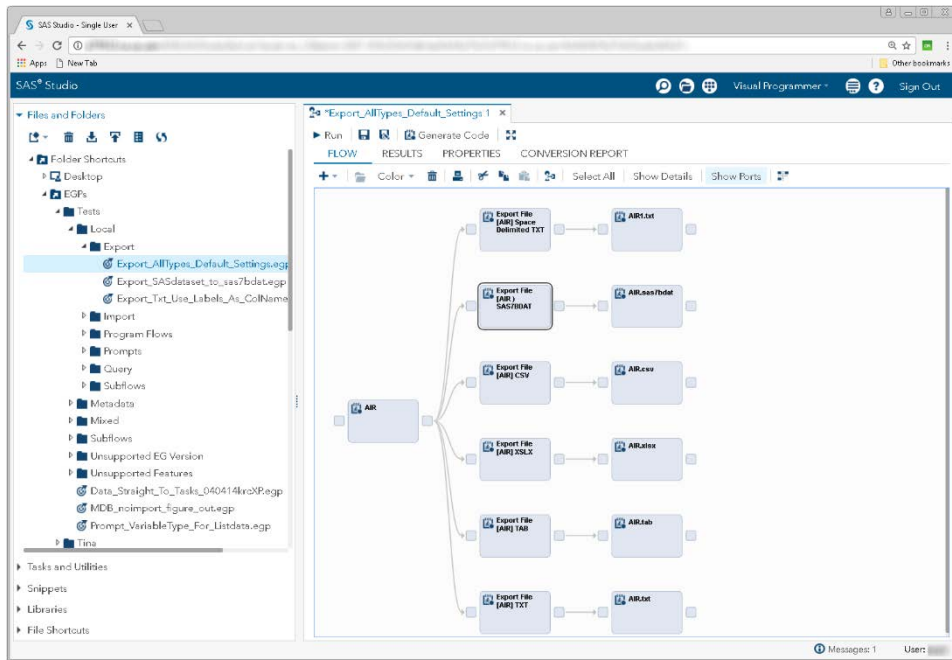 SAS Studio - Single User
Apps New Tab
Other bookmarks
SAS® Studio
Visual Programmer
Sign Out
Files and Folders
Folder Shortcuts
Desktop
EGPs
Tests
Local
Export
Export_AllTypes_Default_Settings.egp
Export_SASdataset_to_sas7bdat.egp
Export_Txt_Use_Labels_As_ColName
Import
Program Flows
Prompts
Query
Subflows
Metadata
Mixed
Subflows
Unsupported EG Version
Unsupported Features
Data_Straight_To_Tasks_040414krcXP.egp
MDB_noimport_figure_out.egp
Prompt_VariableType_For_Listdata.egp
Tina
Tasks and Utilities
Snippets
Libraries
File Shortcuts
*Export_AllTypes_Default_Settings 1
Run Generate Code
FLOW RESULTS PROPERTIES CONVERSION REPORT
Color Select All Show Details Show Ports
Export File
[AIR] Space
Delimited TXT
AIR1.txt
Export File
[AIR )
SAS7BDAT
AIR.sas7bdat
Export File
[AIR] CSV
AIR.csv
AIR
Export File
[AIR] XSLX
AIR.xlsx
Export File
[AIR] TAB
AIR.tab
Export File
[AIR] TXT
AIR.txt
Messages: 1
User: